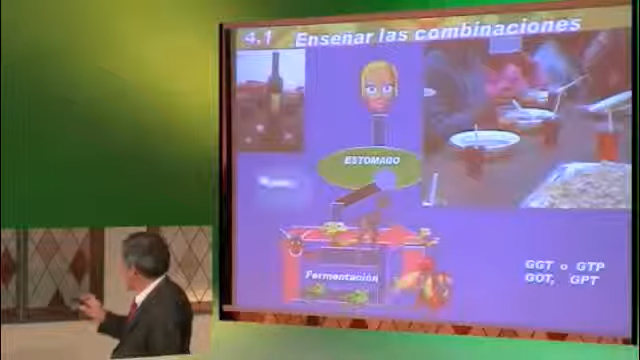 4.1 Enseñar las combinaciones
ESTOMAGO
Fermentación
GGT o GTP
GOT, GPT